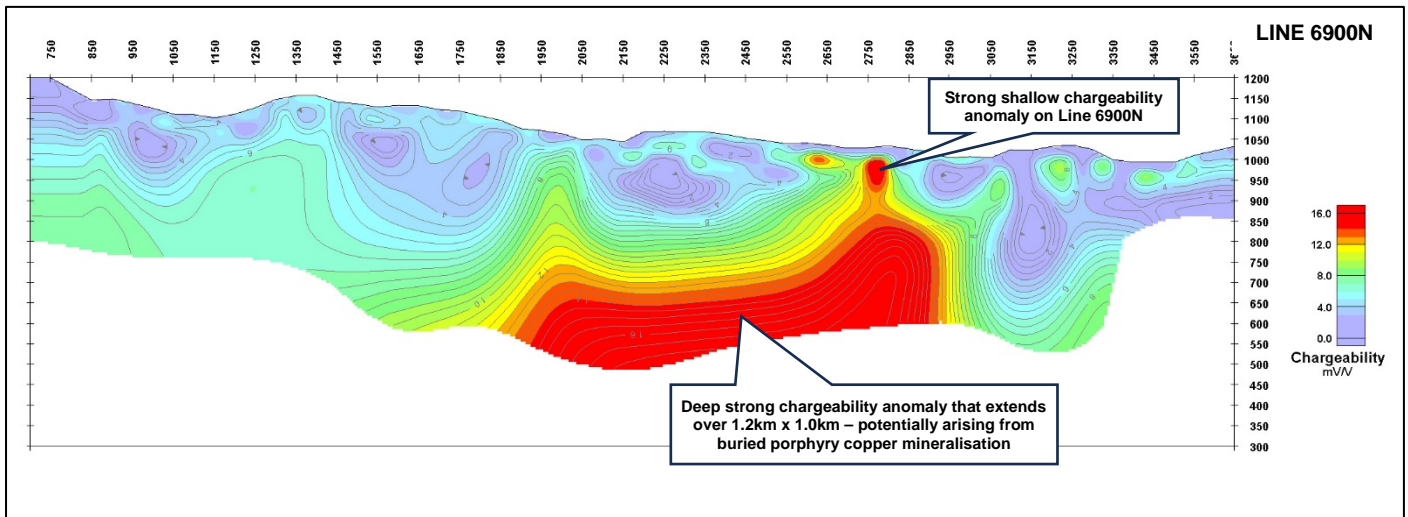 LINE 6900N
750 850 950 1050 1150 1250 1350 1450 1550 1650 1750 1850 1950 2050 2150 2250 2350 2450 2550 2650 2750 2850 2950 3050 3150 3250 3350 3450 3550
Strong shallow chargeability
anomaly on Line 6900N
1200
1150
1100
1050
1000
950
900
850
800
750
700
650
600
550
500
450
400
350
300
16.0
12.0
8.0
4.0
0.0
Chargeability
mV/V
Deep strong chargeability anomaly that extends
over 1.2km x 1.0km – potentially arising from
buried porphyry copper mineralisation